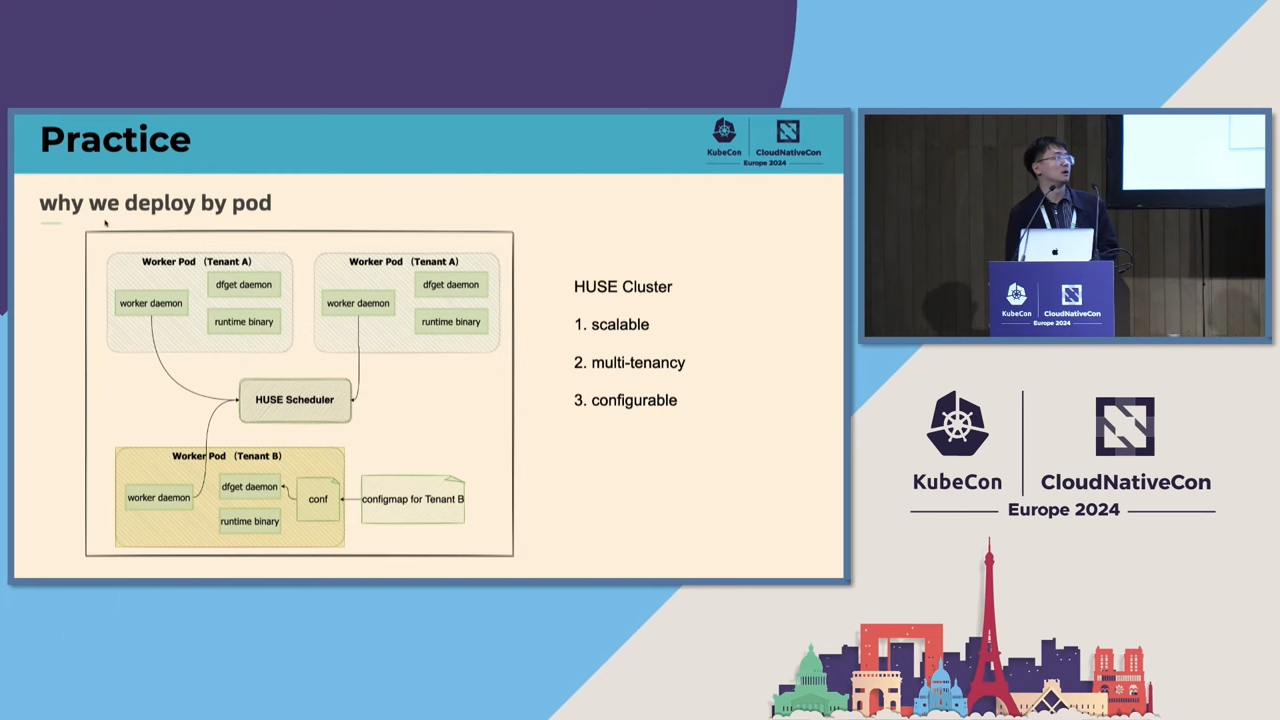 Practice
KubeCon
CloudNativeCon
Europe 2024
why we deploy by pod
Worker Pod （Tenant A）
dfget daemon
worker daemon
runtime binary
Worker Pod （Tenant A）
dfget daemon
worker daemon
runtime binary
HUSE Scheduler
Worker Pod （Tenant B）
dfget daemon
worker daemon
conf
configmap for Tenant B
runtime binary
HUSE Cluster
1. scalable
2. multi-tenancy
3. configurable
KubeCon
CloudNativeCon
Europe 2024
KubeCon
CloudNativeCon
Europe 2024